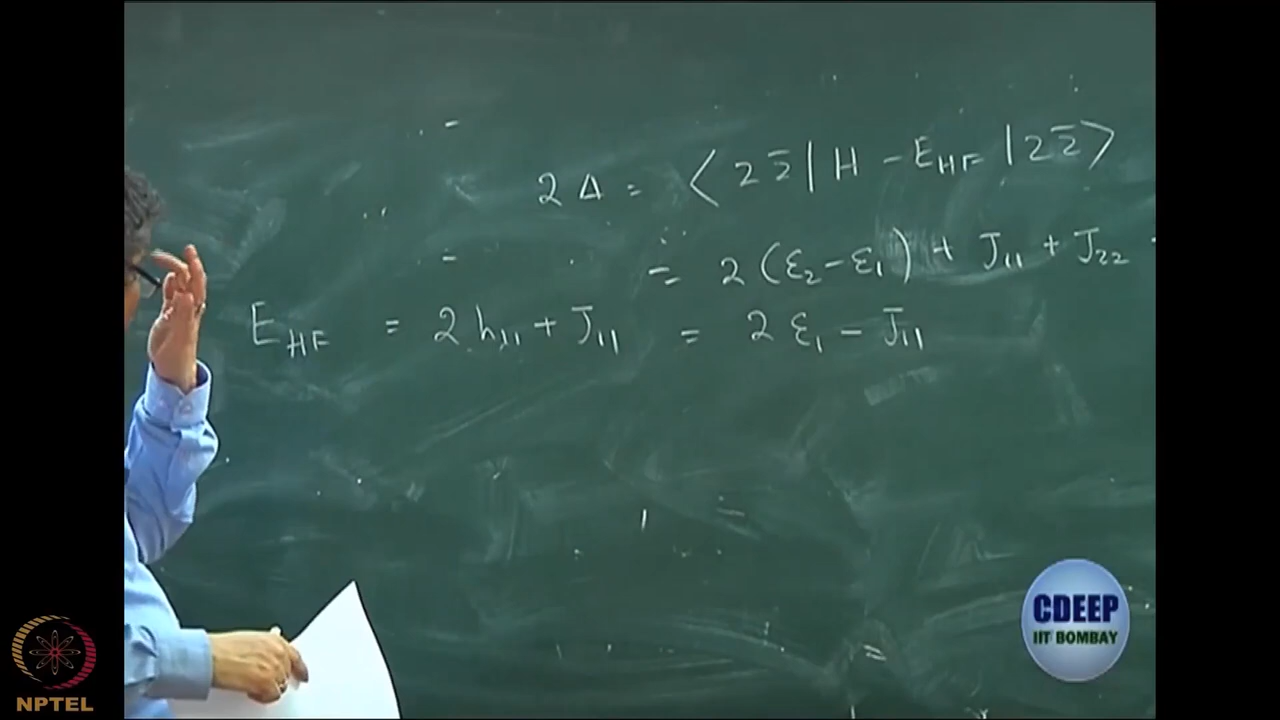 2 Δ = ⟨2 2̄ | H - E_HF | 2 2̄⟩
= 2 (ε₂ - ε₁) + J₁₁ + J₂₂
E_HF = 2 h₁₁ + J₁₁ = 2 ε₁ - J₁₁
CDEEP
IIT BOMBAY
NPTEL